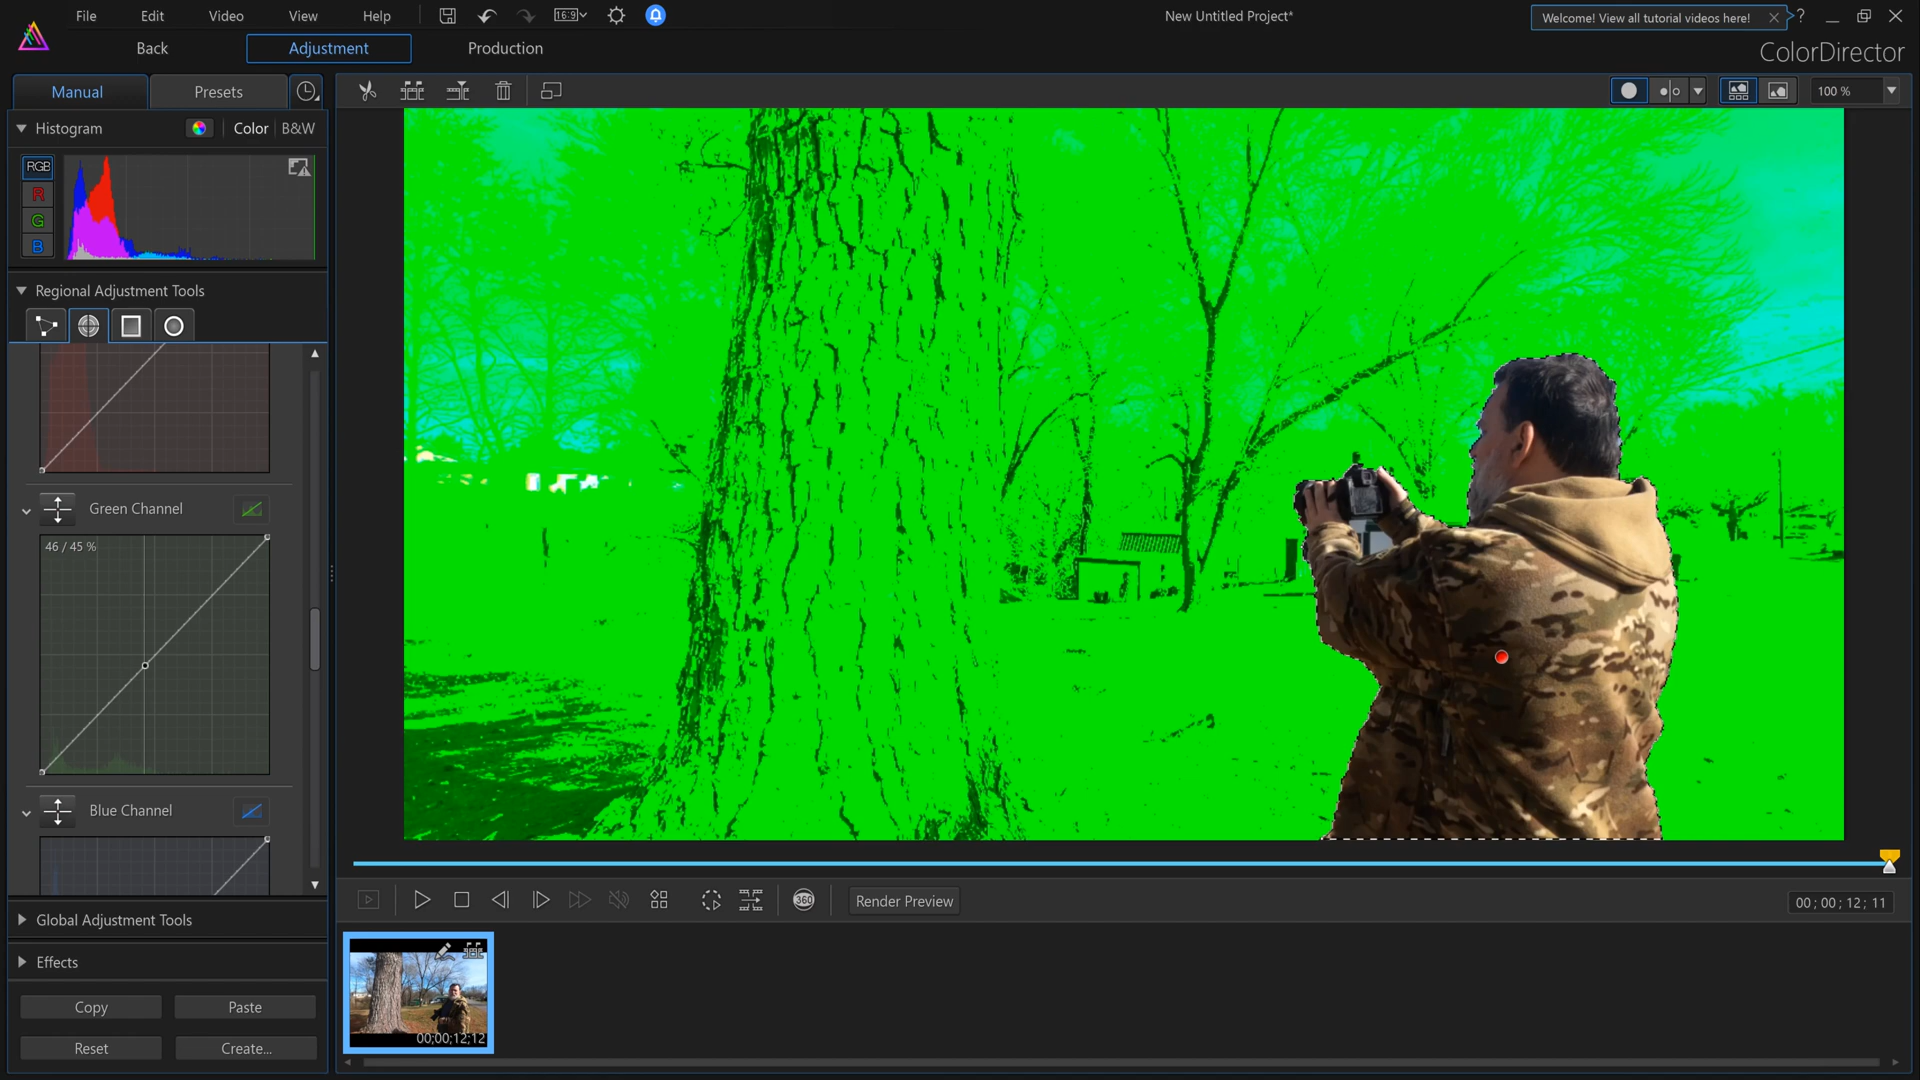 File Edit Video View Help 16:9 New Untitled Project* Welcome! View all tutorial videos here! ?
Back Adjustment Production ColorDirector
Manual Presets 100 %
Histogram Color B&W
RGB
R
G
B
Regional Adjustment Tools
Green Channel
46 / 45 %
Blue Channel
Global Adjustment Tools
Effects
Copy Paste
Reset Create...
360 Render Preview 00 ; 00 ; 12 ; 11
00;00;12;12